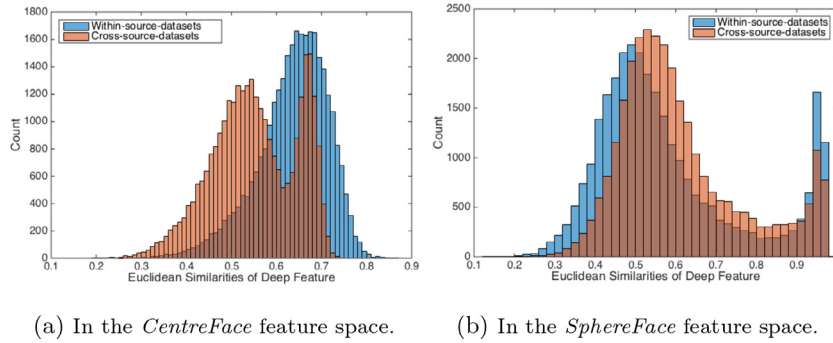 1800
1600
1400
1200
1000
800
600
400
200
0
Count
Within-source-datasets
Cross-source-datasets
0.1 0.2 0.3 0.4 0.5 0.6 0.7 0.8 0.9
Euclidean Similarities of Deep Feature
(a) In the CentreFace feature space.
2500
2000
1500
1000
500
0
Count
Within-source-datasets
Cross-source-datasets
0.2 0.3 0.4 0.5 0.6 0.7 0.8 0.9
Euclidean Similarities of Deep Feature
(b) In the SphereFace feature space.